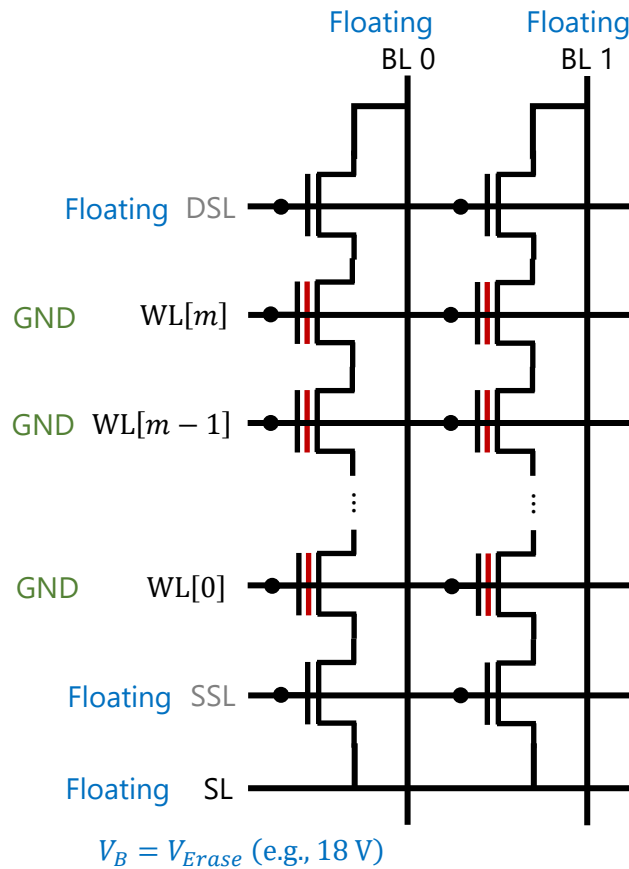 Floating Floating
BL 0 BL 1
Floating DSL
GND WL[m]
GND WL[m − 1]
⋮ ⋮
GND WL[0]
Floating SSL
Floating SL
V_B = V_Erase (e.g., 18 V)